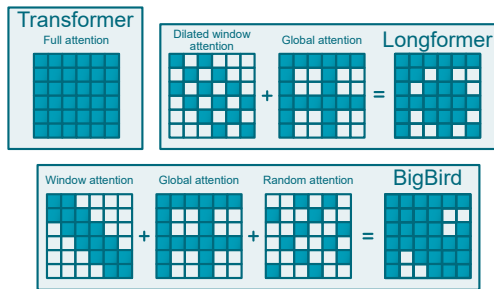 Transformer
Full attention
Dilated window
attention
Global attention
Longformer
+
=
Window attention
Global attention
Random attention
BigBird
+
+
=